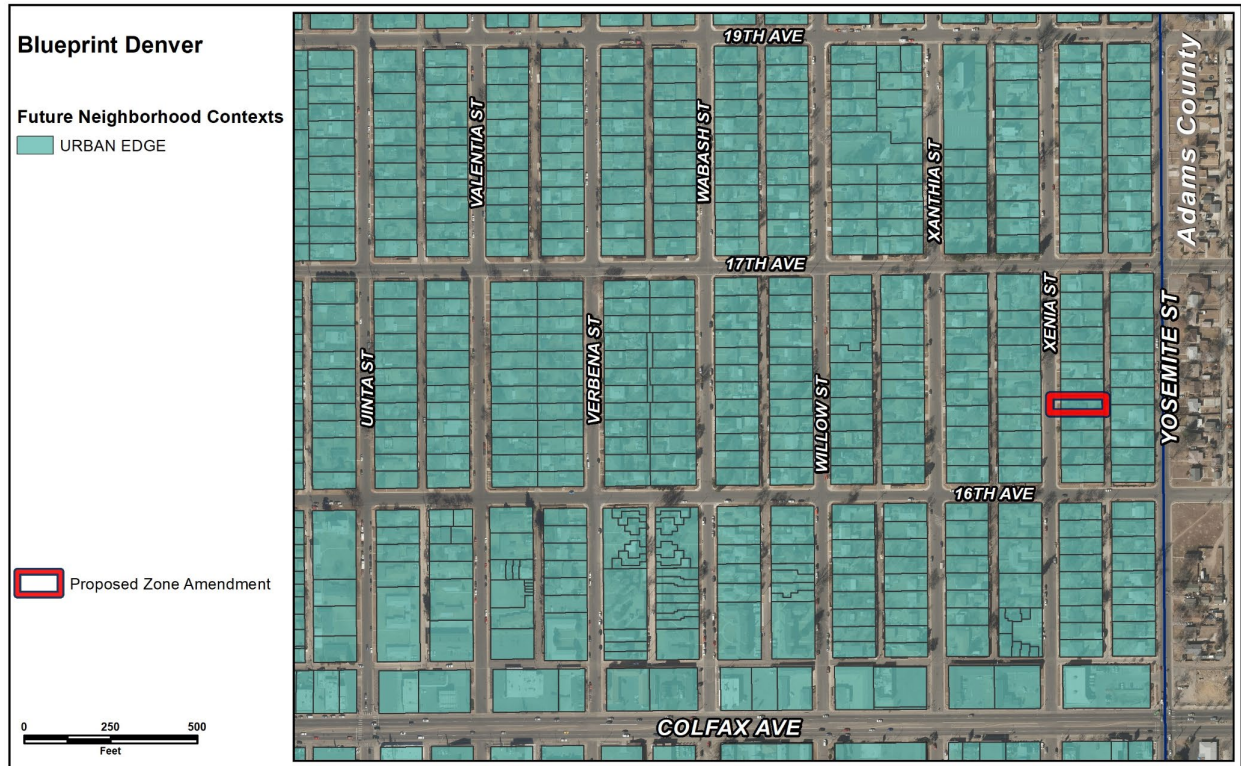 Blueprint Denver
Future Neighborhood Contexts
URBAN EDGE
Proposed Zone Amendment
0 250 500
Feet
19TH AVE
VALENTIA ST
WABASH ST
XANTHIA ST
Adams County
17TH AVE
UINTA ST
VERBENA ST
WILLOW ST
XENIA ST
YOSEMITE ST
16TH AVE
COLFAX AVE